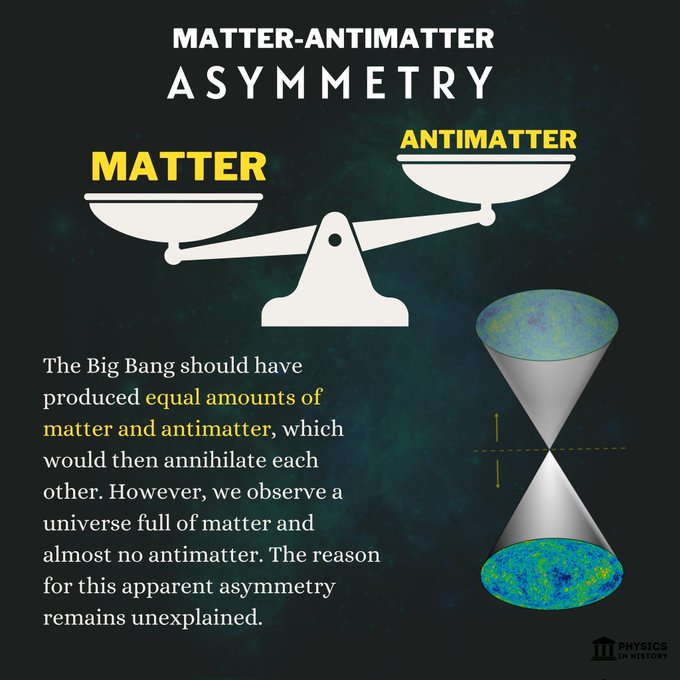 MATTER-ANTIMATTER
ASYMMETRY
MATTER
ANTIMATTER
The Big Bang should have
produced equal amounts of
matter and antimatter, which
would then annihilate each
other. However, we observe a
universe full of matter and
almost no antimatter. The reason
for this apparent asymmetry
remains unexplained.
PHYSICS
IN HISTORY